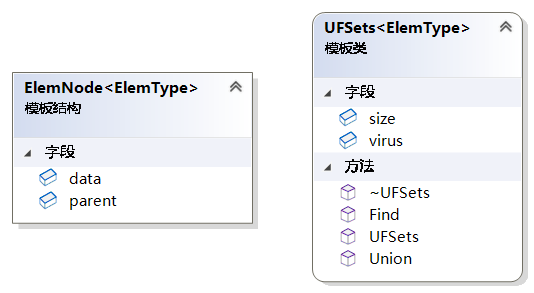 ElemNode<ElemType>
模板结构
字段
data
parent
UFSets<ElemType>
模板类
字段
size
virus
方法
~UFSets
Find
UFSets
Union